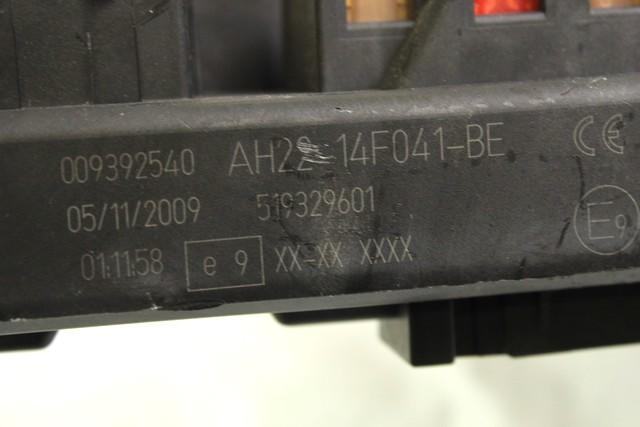 009392540 AH22-14F041-BE CE
05/11/2009 519329601
01:11:58 e 9 XX-XX XXXX E9